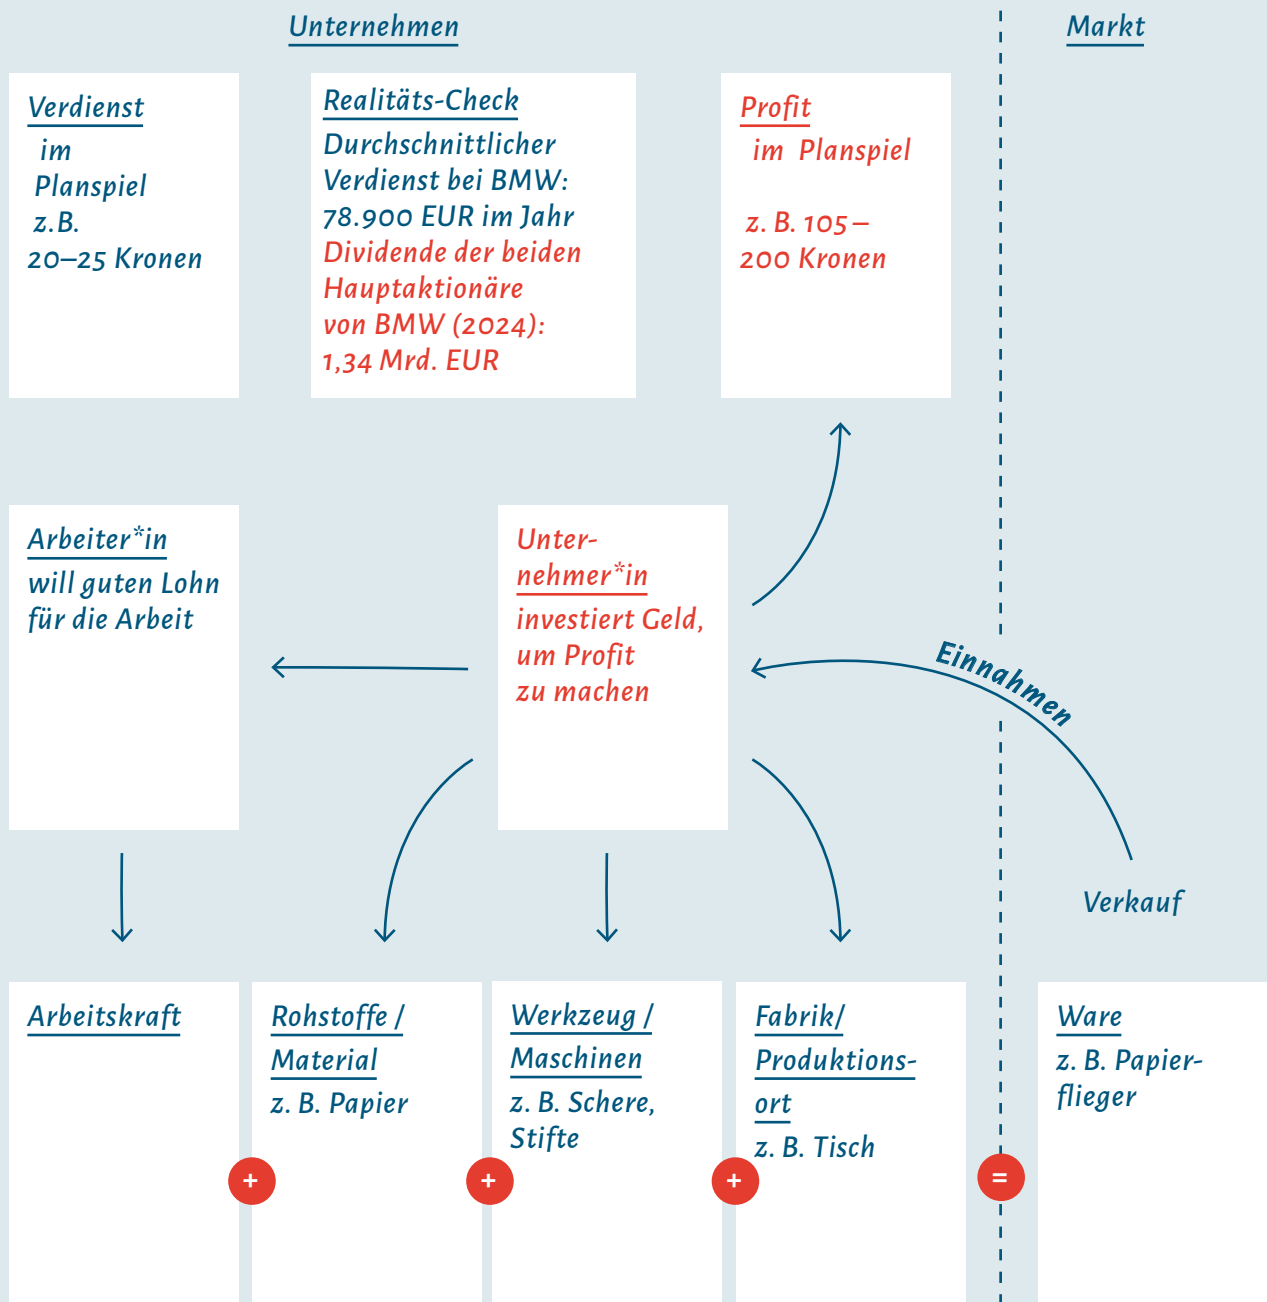 Unternehmen
Markt
Verdienst
im
Planspiel
z.B.
20–25 Kronen
Realitäts-Check
Durchschnittlicher
Verdienst bei BMW:
78.900 EUR im Jahr
Dividende der beiden
Hauptaktionäre
von BMW (2024):
1,34 Mrd. EUR
Profit
im Planspiel
z. B. 105 –
200 Kronen
Arbeiter*in
will guten Lohn
für die Arbeit
Unter-
nehmer*in
investiert Geld,
um Profit
zu machen
Einnahmen
Verkauf
Arbeitskraft
+
Rohstoffe /
Material
z. B. Papier
+
Werkzeug /
Maschinen
z. B. Schere,
Stifte
+
Fabrik/
Produktions-
ort
z. B. Tisch
=
Ware
z. B. Papier-
flieger